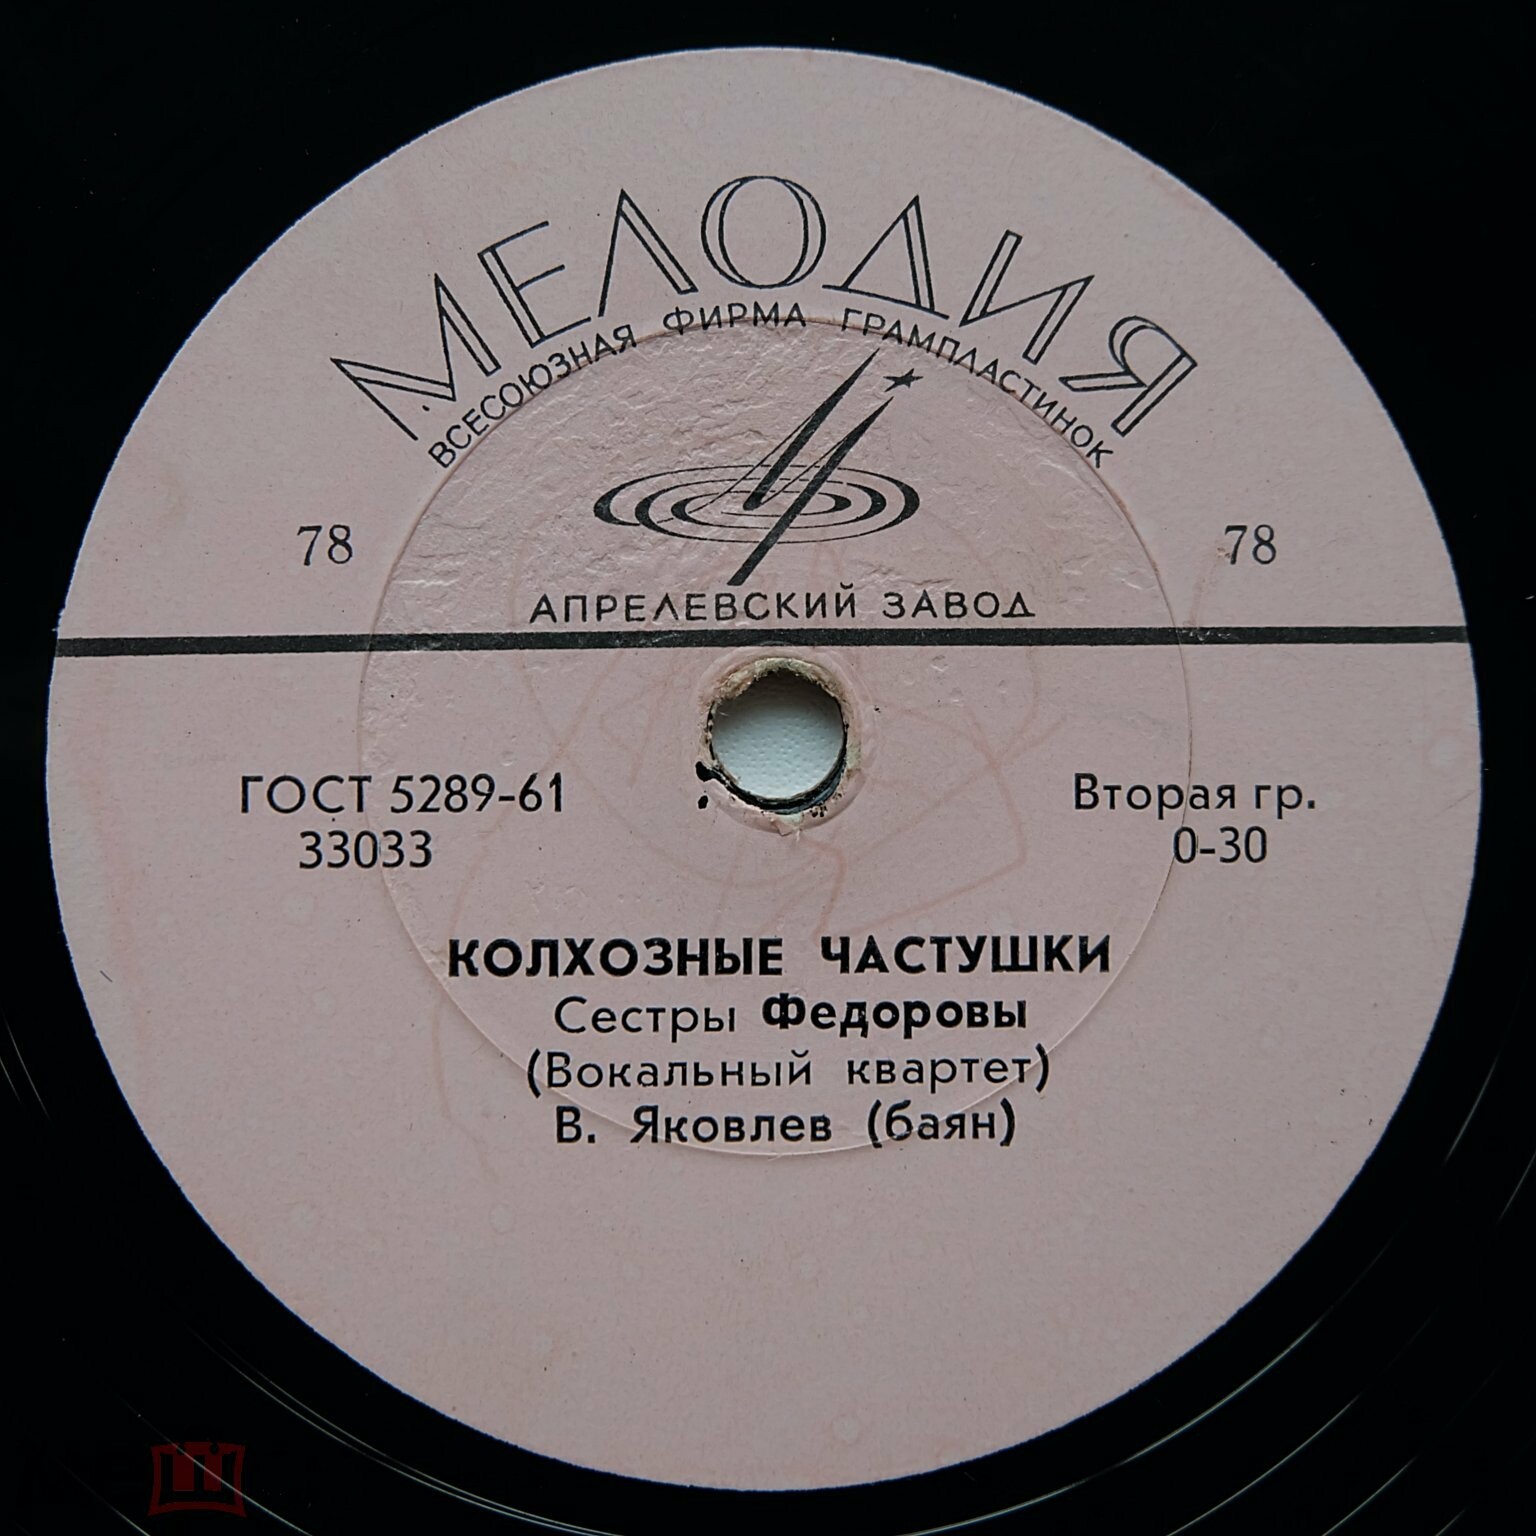 МЕЛОДИЯ
ВСЕСОЮЗНАЯ ФИРМА ГРАМПЛАСТИНОК
78 78
АПРЕЛЕВСКИЙ ЗАВОД
ГОСТ 5289-61 Вторая гр.
33033 0-30
КОЛХОЗНЫЕ ЧАСТУШКИ
Сестры Федоровы
(Вокальный квартет)
В. Яковлев (баян)